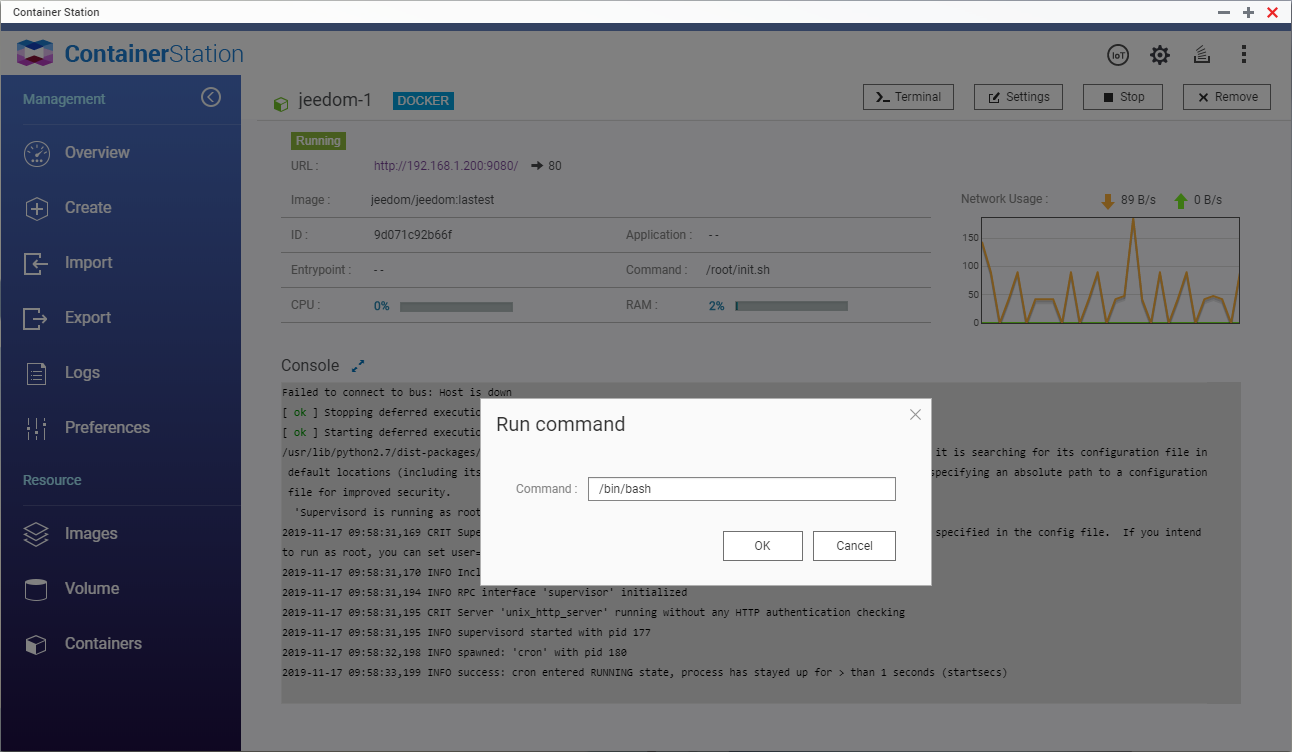 Container Station
ContainerStation
IoT
Management
Overview
Create
Import
Export
Logs
Preferences
Resource
Images
Volume
Containers
jeedom-1 DOCKER
Terminal Settings Stop Remove
Running
URL : http://192.168.1.200:9080/ 80
Image : jeedom/jeedom:lastest
ID : 9d071c92b66f Application : --
Entrypoint : -- Command : /root/init.sh
CPU : 0% RAM : 2%
Network Usage : 89 B/s 0 B/s
150
100
50
0
Console
Failed to connect to bus: Host is down
[ ok ] Stopping deferred executio
[ ok ] Starting deferred executio
/usr/lib/python2.7/dist-packages/ it is searching for its configuration file in
default locations (including its specifying an absolute path to a configuration
file for improved security.
'Supervisord is running as root
2019-11-17 09:58:31,169 CRIT Supe specified in the config file. If you intend
to run as root, you can set user=
2019-11-17 09:58:31,170 INFO Incl
2019-11-17 09:58:31,194 INFO RPC interface 'supervisor' initialized
2019-11-17 09:58:31,195 CRIT Server 'unix_http_server' running without any HTTP authentication checking
2019-11-17 09:58:31,195 INFO supervisord started with pid 177
2019-11-17 09:58:32,198 INFO spawned: 'cron' with pid 180
2019-11-17 09:58:33,199 INFO success: cron entered RUNNING state, process has stayed up for > than 1 seconds (startsecs)
Run command
Command : /bin/bash
OK Cancel